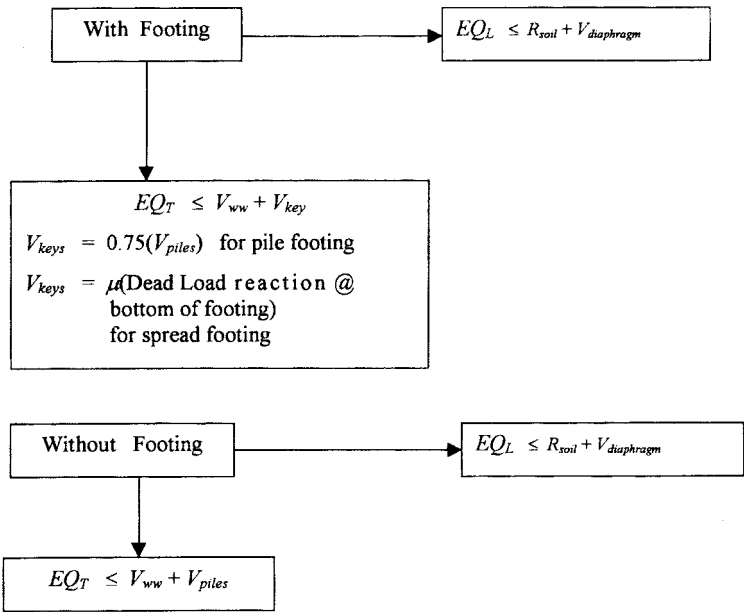 With Footing
EQ_L ≤ R_soil + V_diaphragm
EQ_T ≤ V_ww + V_key
V_keys = 0.75(V_piles) for pile footing
V_keys = μ(Dead Load reaction @
bottom of footing)
for spread footing
Without Footing
EQ_L ≤ R_soil + V_diaphragm
EQ_T ≤ V_ww + V_piles